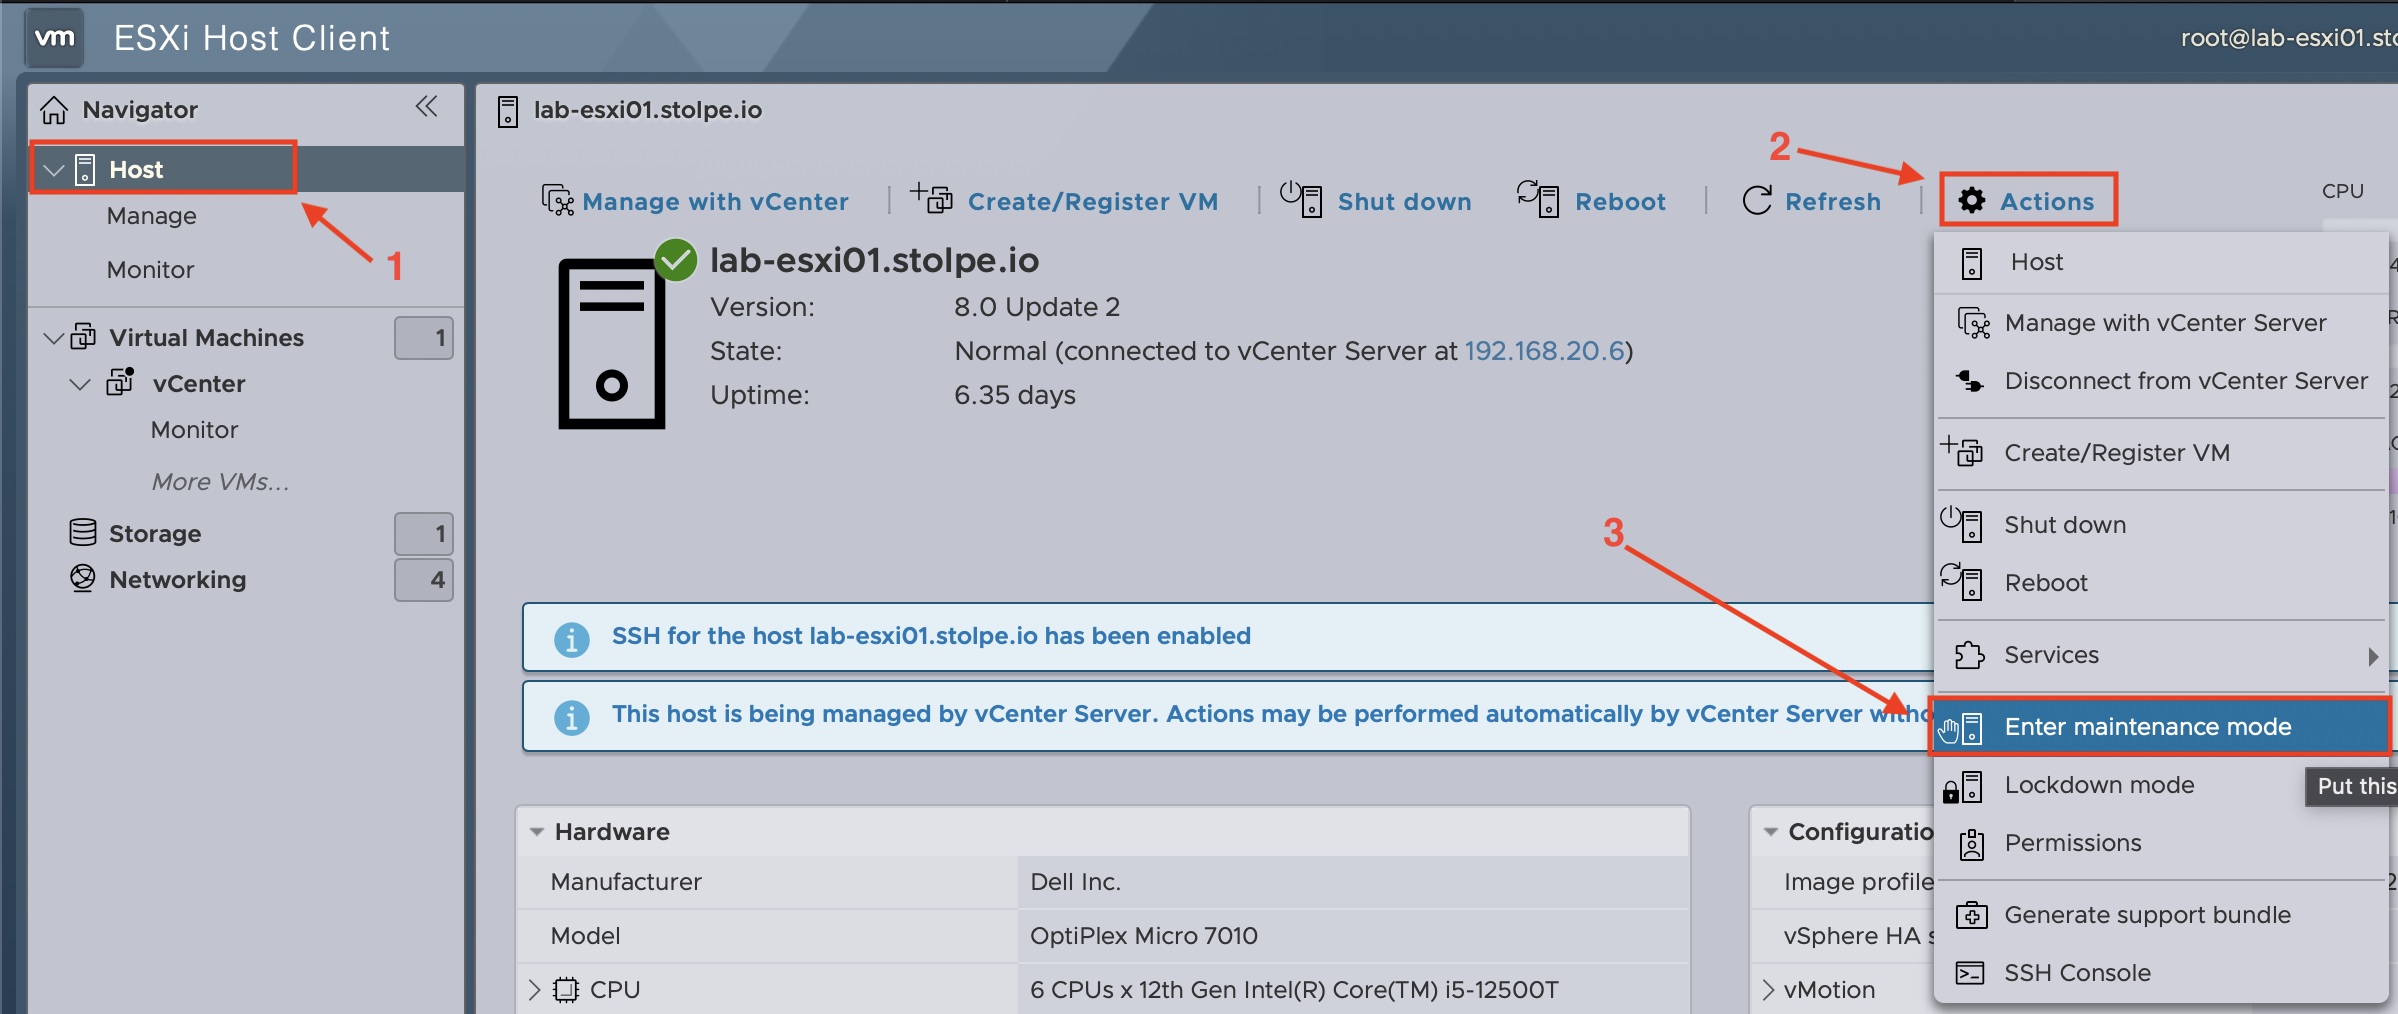 vm ESXi Host Client
root@lab-esxi01.sto
Navigator
Host
1
Manage
Monitor
Virtual Machines 1
vCenter
Monitor
More VMs...
Storage 1
Networking 4
lab-esxi01.stolpe.io
2
Manage with vCenter | Create/Register VM | Shut down Reboot | Refresh | Actions
CPU
lab-esxi01.stolpe.io
Version: 8.0 Update 2
State: Normal (connected to vCenter Server at 192.168.20.6)
Uptime: 6.35 days
3
SSH for the host lab-esxi01.stolpe.io has been enabled
This host is being managed by vCenter Server. Actions may be performed automatically by vCenter Server witho
Hardware
Manufacturer Dell Inc.
Model OptiPlex Micro 7010
CPU 6 CPUs x 12th Gen Intel(R) Core(TM) i5-12500T
Configuratio
Image profile
vSphere HA s
vMotion
Host
Manage with vCenter Server
Disconnect from vCenter Server
Create/Register VM
Shut down
Reboot
Services
Enter maintenance mode
Put this
Lockdown mode
Permissions
Generate support bundle
SSH Console